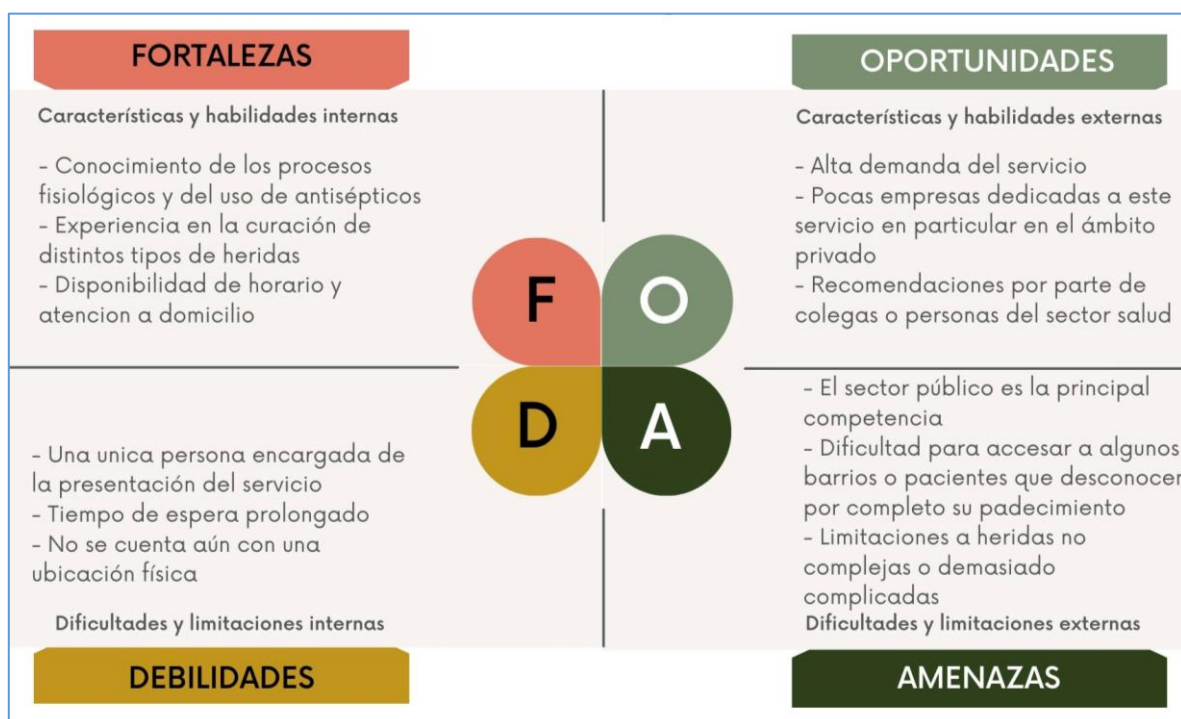 FORTALEZAS
Características y habilidades internas
- Conocimiento de los procesos
fisiológicos y del uso de antisépticos
- Experiencia en la curación de
distintos tipos de heridas
- Disponibilidad de horario y
atencion a domicilio
OPORTUNIDADES
Características y habilidades externas
- Alta demanda del servicio
- Pocas empresas dedicadas a este
servicio en particular en el ámbito
privado
- Recomendaciones por parte de
colegas o personas del sector salud
F
O
D
A
- Una unica persona encargada de
la presentación del servicio
- Tiempo de espera prolongado
- No se cuenta aún con una
ubicación física
Dificultades y limitaciones internas
DEBILIDADES
- El sector público es la principal
competencia
- Dificultad para accesar a algunos
barrios o pacientes que desconocen
por completo su padecimiento
- Limitaciones a heridas no
complejas o demasiado
complicadas
Dificultades y limitaciones externas
AMENAZAS